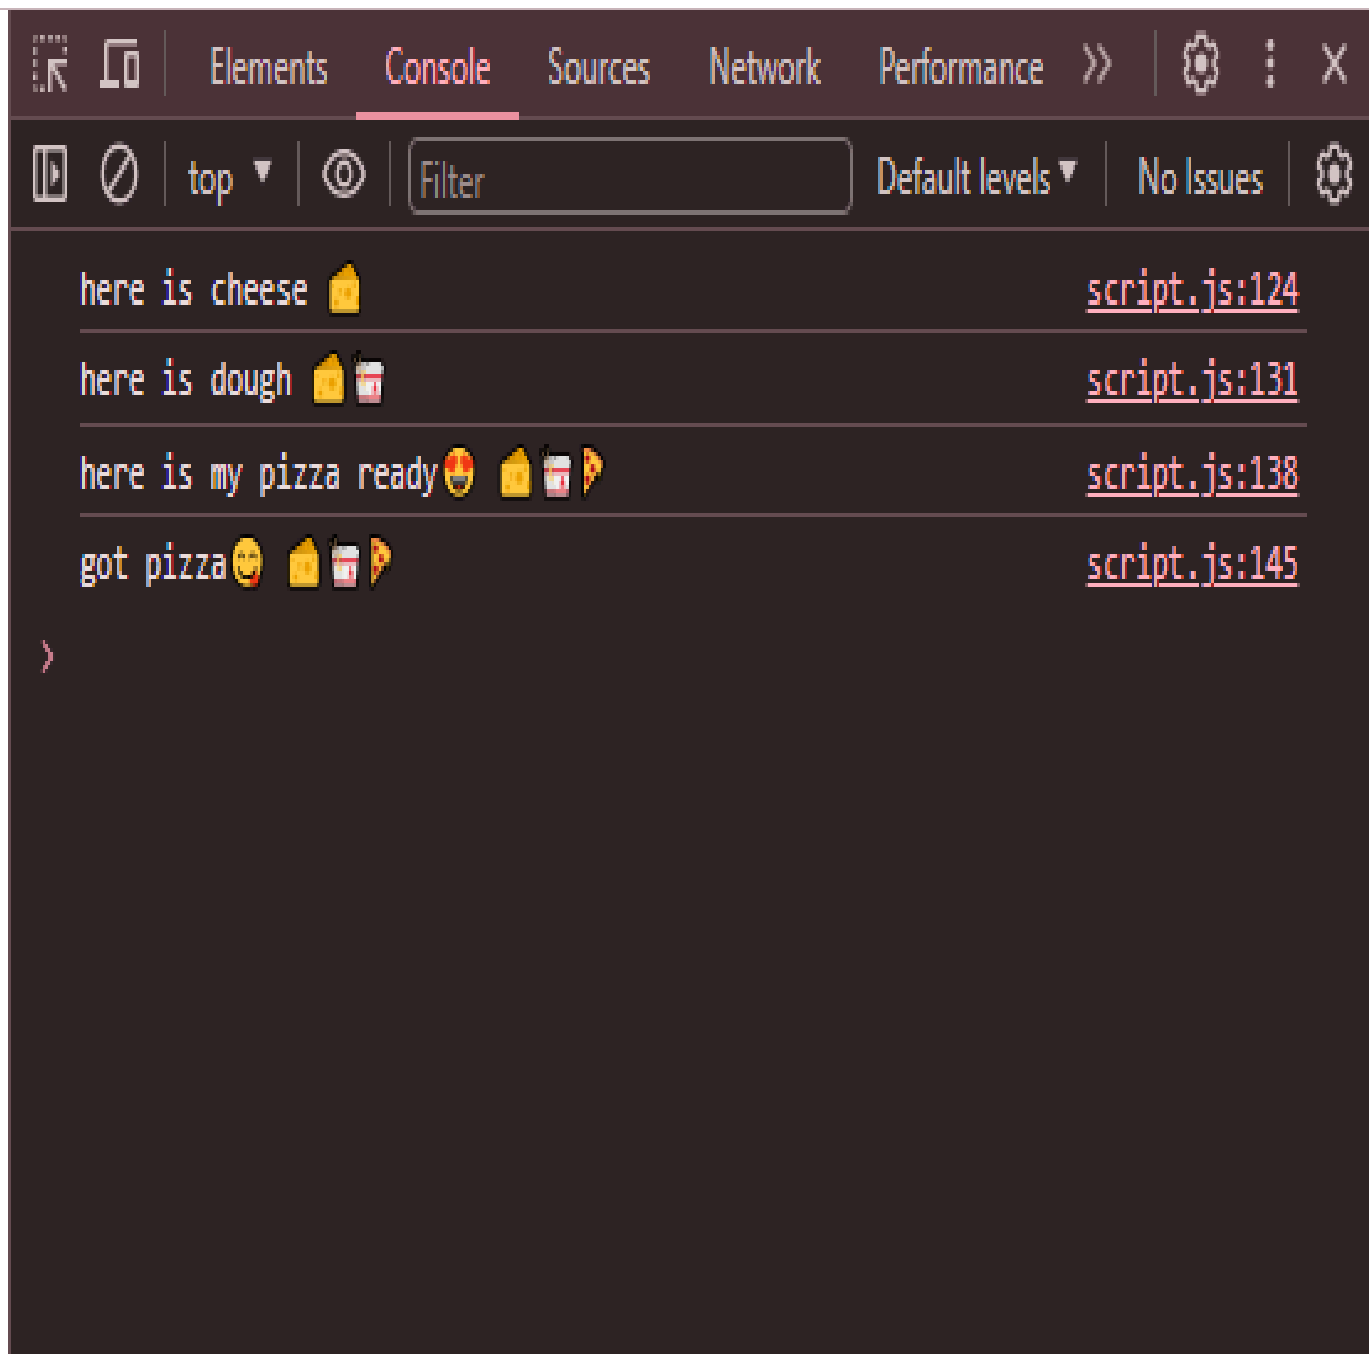 Elements Console Sources Network Performance
top Filter Default levels No Issues
here is cheese 🧀 script.js:124
here is dough 🧀🥤 script.js:131
here is my pizza ready😍 🧀🥤🍕 script.js:138
got pizza😋 🧀🥤🍕 script.js:145